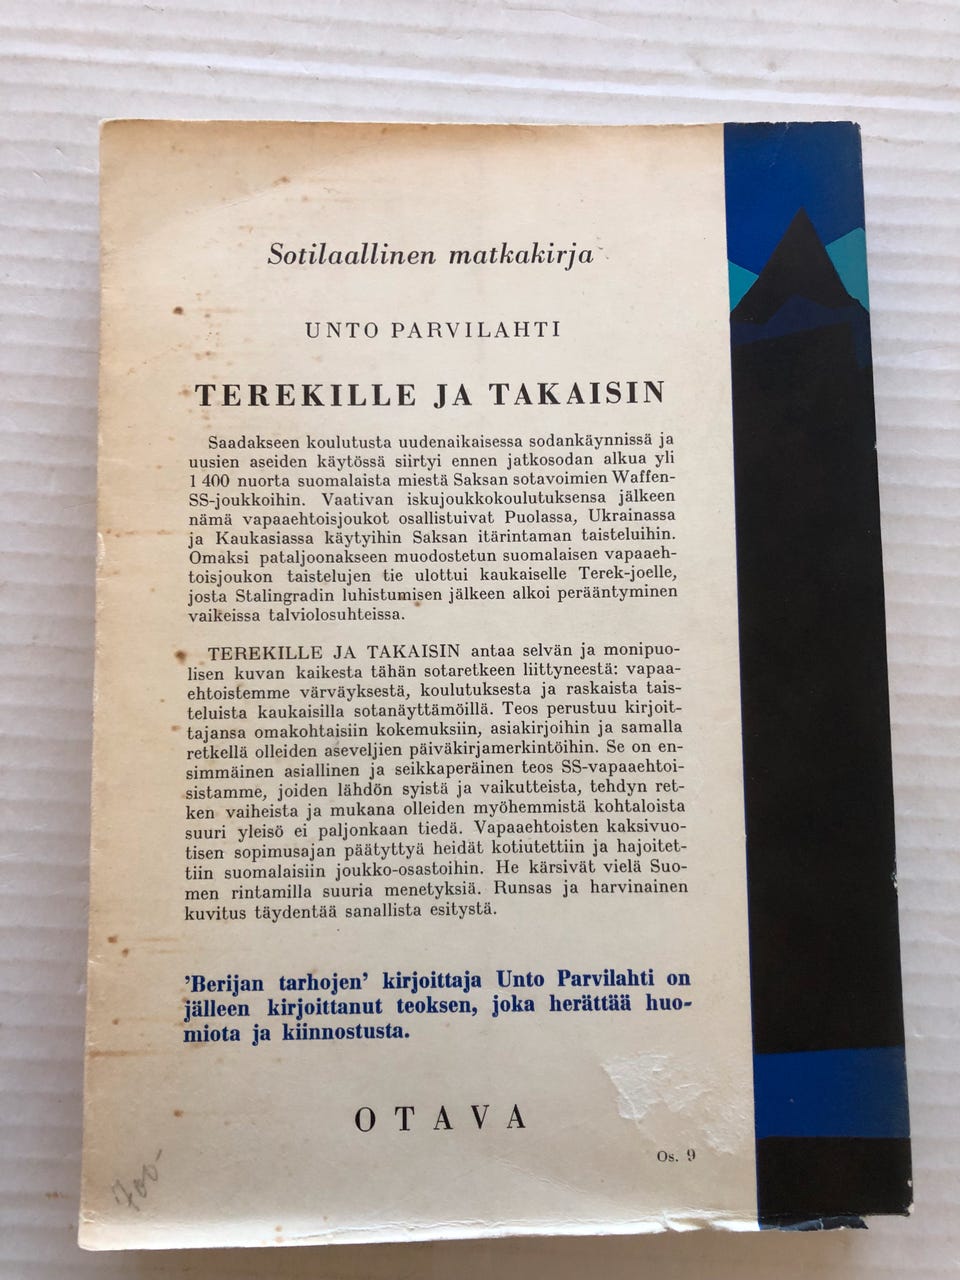 Sotilaallinen matkakirja
UNTO PARVILAHTI
TEREKILLE JA TAKAISIN
Saadakseen koulutusta uudenaikaisessa sodankäynnissä ja
uusien aseiden käytössä siirtyi ennen jatkosodan alkua yli
1 400 nuorta suomalaista miestä Saksan sotavoimien Waffen-
SS-joukkoihin. Vaativan iskujoukkokoulutuksensa jälkeen
nämä vapaaehtoisjoukot osallistuivat Puolassa, Ukrainassa
ja Kaukasiassa käytyihin Saksan itärintaman taisteluihin.
Omaksi pataljoonakseen muodostetun suomalaisen vapaaeh-
toisjoukon taistelujen tie ulottui kaukaiselle Terek-joelle,
josta Stalingradin luhistumisen jälkeen alkoi perääntyminen
vaikeissa talviolosuhteissa.
TEREKILLE JA TAKAISIN antaa selvän ja monipuo-
lisen kuvan kaikesta tähän sotaretkeen liittyneestä: vapaa-
ehtoistemme värväyksestä, koulutuksesta ja raskaista tais-
teluista kaukaisilla sotanäyttämöillä. Teos perustuu kirjoit-
tajansa omakohtaisiin kokemuksiin, asiakirjoihin ja samalla
retkellä olleiden aseveljien päiväkirjamerkintöihin. Se on en-
simmäinen asiallinen ja seikkaperäinen teos SS-vapaaehtoi-
sistamme, joiden lähdön syistä ja vaikutteista, tehdyn ret-
ken vaiheista ja mukana olleiden myöhemmistä kohtaloista
suuri yleisö ei paljonkaan tiedä. Vapaaehtoisten kaksivuo-
tisen sopimusajan päätyttyä heidät kotiutettiin ja hajoitet-
tiin suomalaisiin joukko-osastoihin. He kärsivät vielä Suo-
men rintamilla suuria menetyksiä. Runsas ja harvinainen
kuvitus täydentää sanallista esitystä.
'Berijan tarhojen' kirjoittaja Unto Parvilahti on
jälleen kirjoittanut teoksen, joka herättää huo-
miota ja kiinnostusta.
OTAVA
Os. 9
700-